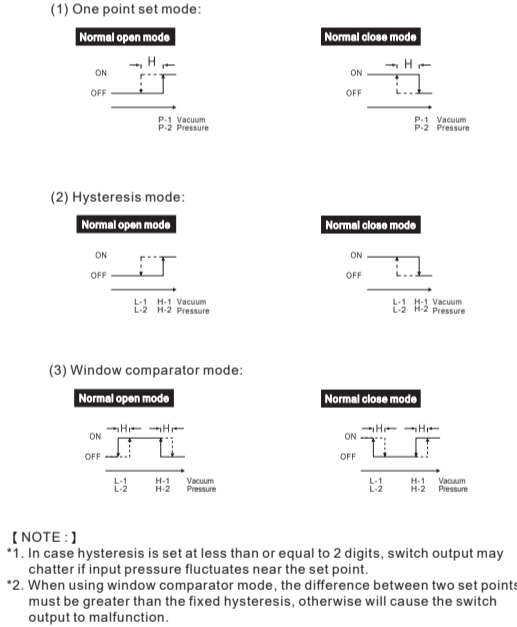 (1) One point set mode:
Normal open mode
Normal close mode
H
ON
OFF
P-1 Vacuum
P-2 Pressure
H
ON
OFF
P-1 Vacuum
P-2 Pressure
(2) Hysteresis mode:
Normal open mode
Normal close mode
ON
OFF
L-1 H-1 Vacuum
L-2 H-2 Pressure
ON
OFF
L-1 H-1 Vacuum
L-2 H-2 Pressure
(3) Window comparator mode:
Normal open mode
Normal close mode
H H
ON
OFF
L-1 H-1 Vacuum
L-2 H-2 Pressure
H H
ON
OFF
L-1 H-1 Vacuum
L-2 H-2 Pressure
【NOTE :】
*1. In case hysteresis is set at less than or equal to 2 digits, switch output may
chatter if input pressure fluctuates near the set point.
*2. When using window comparator mode, the difference between two set points
must be greater than the fixed hysteresis, otherwise will cause the switch
output to malfunction.